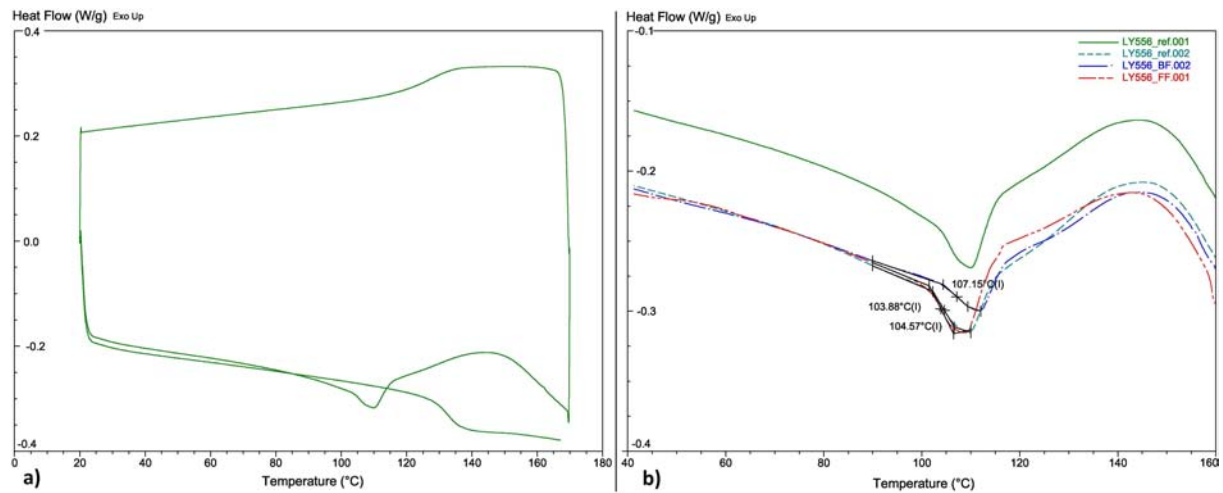 Heat Flow (W/g) Exo Up
0.4
0.2
0.0
-0.2
-0.4
0 20 40 60 80 100 120 140 160 180
a)
Temperature (°C)
Heat Flow (W/g) Exo Up
-0.1
-0.2
-0.3
-0.4
LY556_ref.001
LY556_ref.002
LY556_BF.002
LY556_FF.001
107.15°C(I)
103.88°C(I)
104.57°C(I)
40 60 80 100 120 140 160
b)
Temperature (°C)